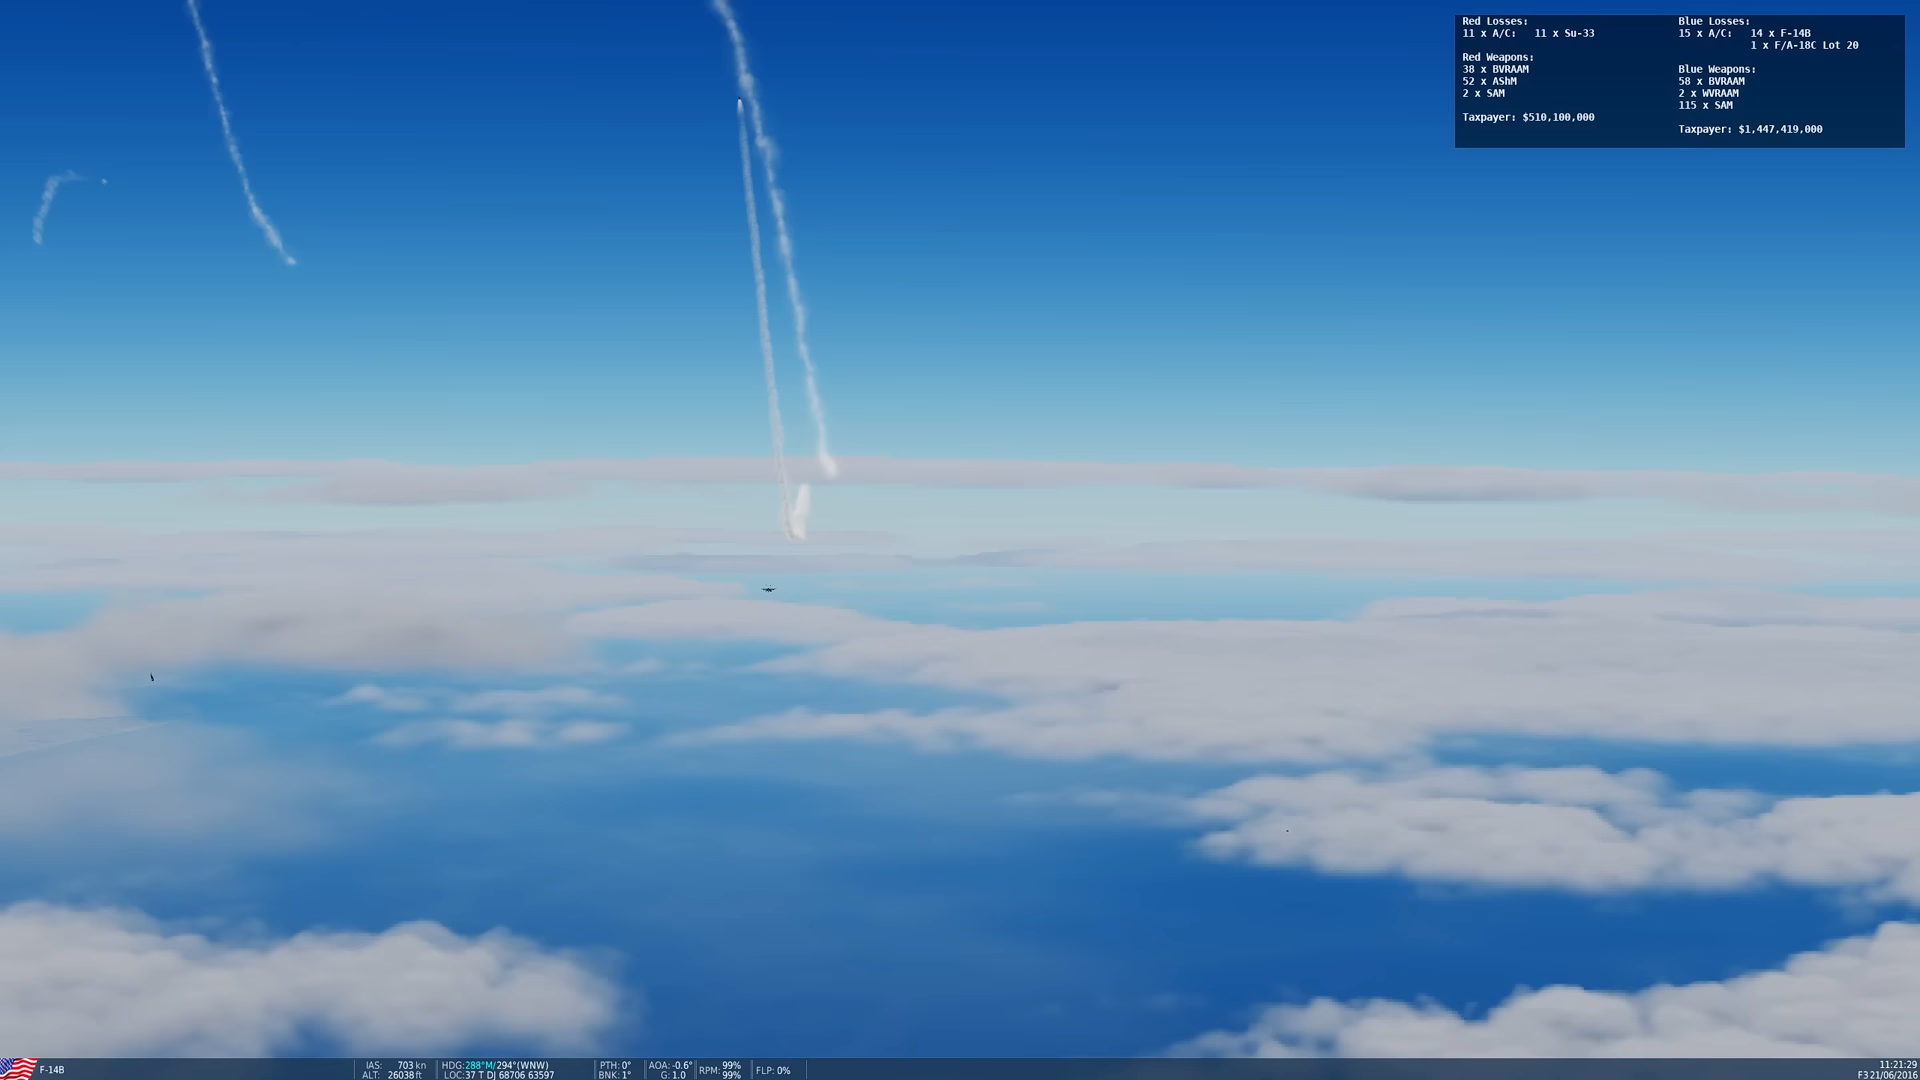 Red Losses:
11 x A/C: 11 x Su-33
Red Weapons:
38 x BVRAAM
52 x AShM
2 x SAM
Taxpayer: $510,100,000
Blue Losses:
15 x A/C: 14 x F-14B
1 x F/A-18C Lot 20
Blue Weapons:
58 x BVRAAM
2 x WVRAAM
115 x SAM
Taxpayer: $1,447,419,000
F-14B
IAS: 703 kn
ALT: 26038 ft
HDG: 288°M/294°(WNW)
LOC: 37 T DJ 68706 63597
PTH: 0°
BNK: 1°
AOA: -0.6°
G: 1.0
RPM: 99%
99%
FLP: 0%
11:21:29
F3 21/06/2016